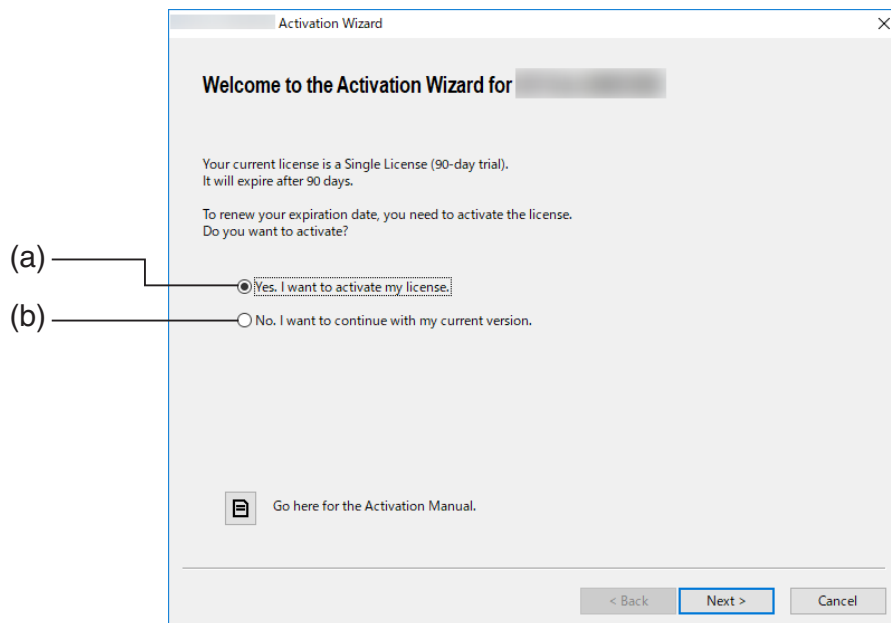 Activation Wizard
Welcome to the Activation Wizard for
Your current license is a Single License (90-day trial).
It will expire after 90 days.
To renew your expiration date, you need to activate the license.
Do you want to activate?
(a)
Yes. I want to activate my license.
(b)
No. I want to continue with my current version.
Go here for the Activation Manual.
< Back
Next >
Cancel